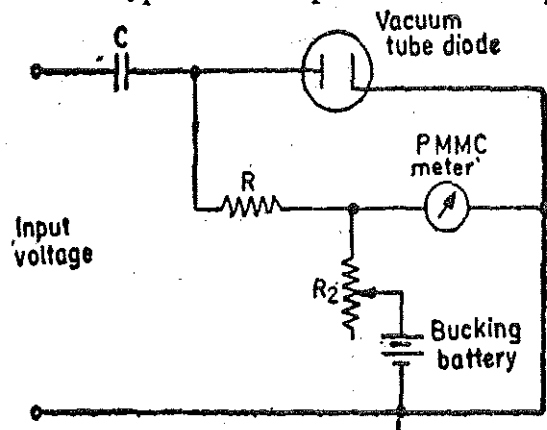 Vacuum
tube diode
C
PMMC
meter
R
Input
voltage
R2
Bucking
battery